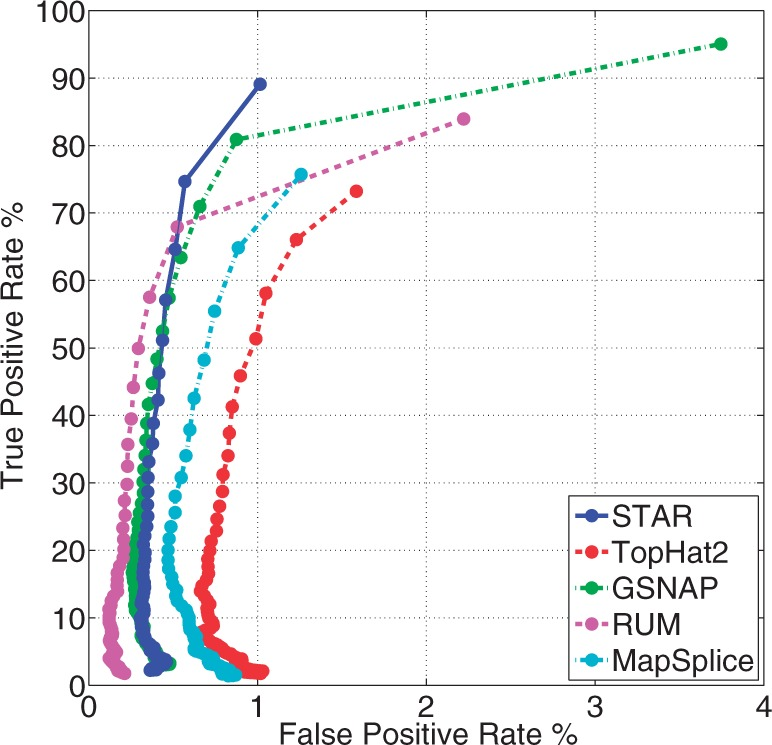 100
90
80
70
60
50
40
30
20
10
0
True Positive Rate %
0 1 2 3 4
False Positive Rate %
STAR
TopHat2
GSNAP
RUM
MapSplice